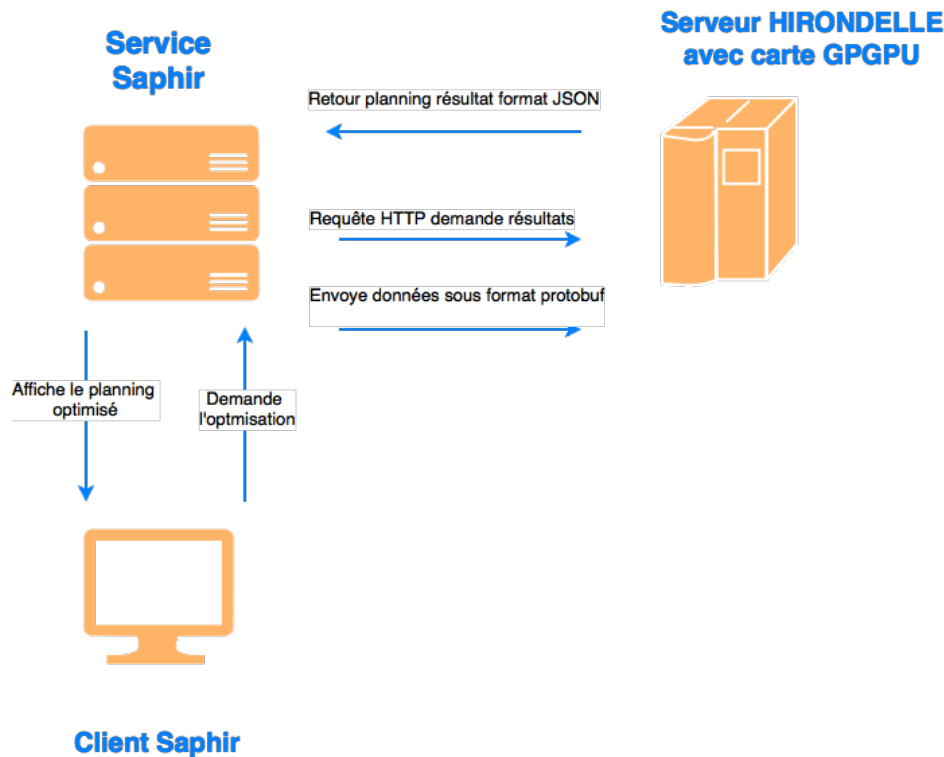 Service
Saphir
Serveur HIRONDELLE
avec carte GPGPU
Retour planning résultat format JSON
Requête HTTP demande résultats
Envoye données sous format protobuf
Affiche le planning
optimisé
Demande
l'optmisation
Client Saphir